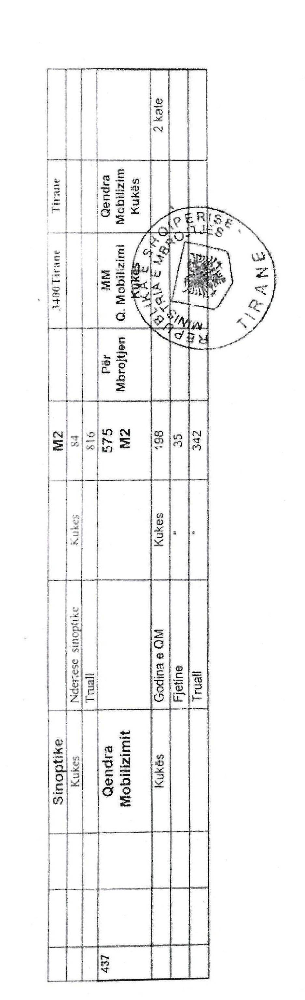 Sinoptike M2 3400Tirane Tirane
Kukes Ndertese sinoptike Kukes 84
Truall 816
437 Qendra 575 Për MM Qendra
Mobilizimit M2 Mbrojtjen Q. Mobilizimi Mobilizim
Kukës Kukës
Kukës Godina e QM Kukes 198 2 kate
Fjetine " 35
Truall " 342
REPUBLIKA E SHQIPERISE
MINISTRIA E MBROJTJES
TIRANE